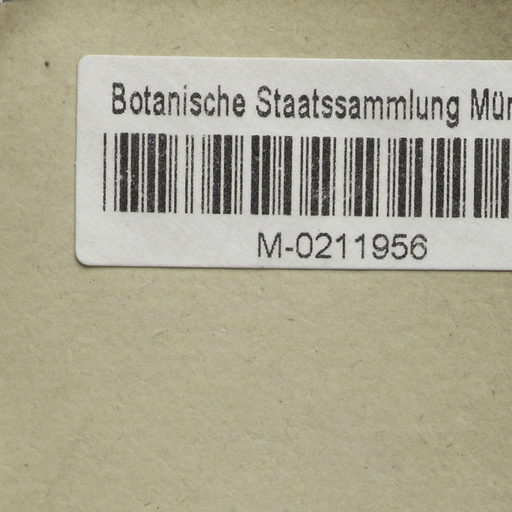 Botanische Staatssammlung Mün
M-0211956